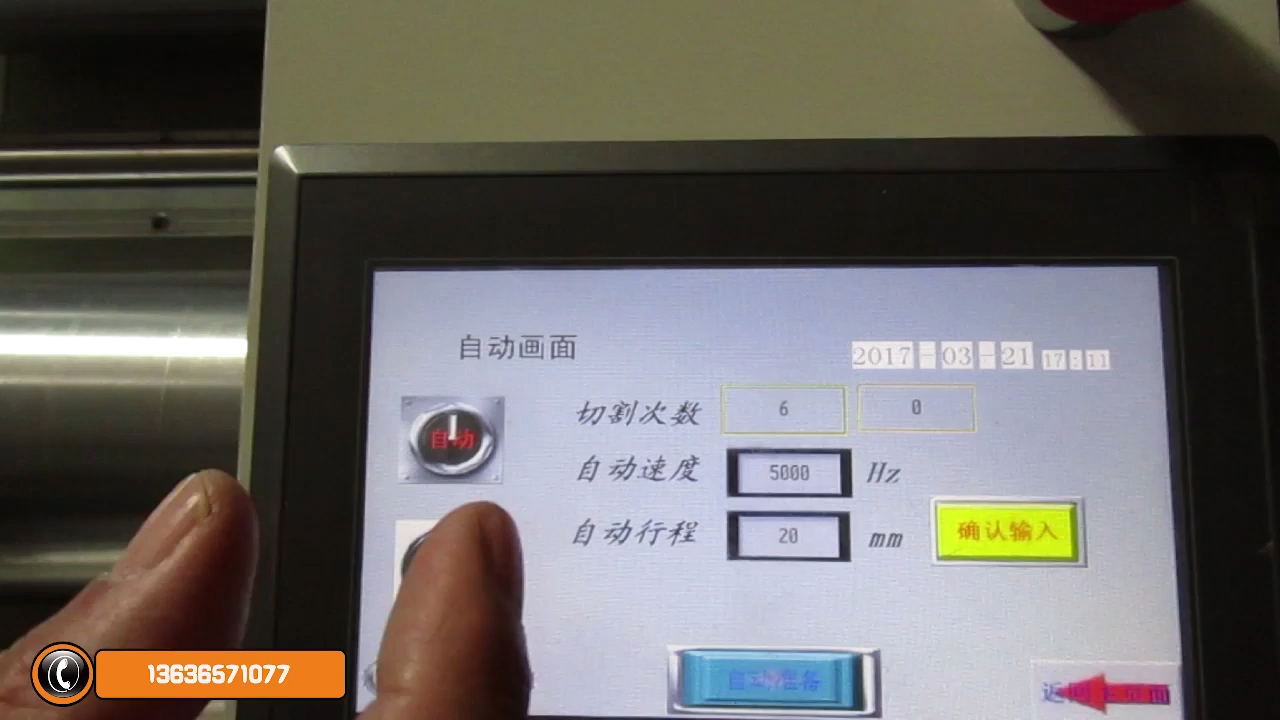 自动画面
2017-03-21 17:11
自动
切割次数 6 0
自动速度 5000 Hz
自动行程 20 mm
确认输入
自动准备
返回主页面
13636571077